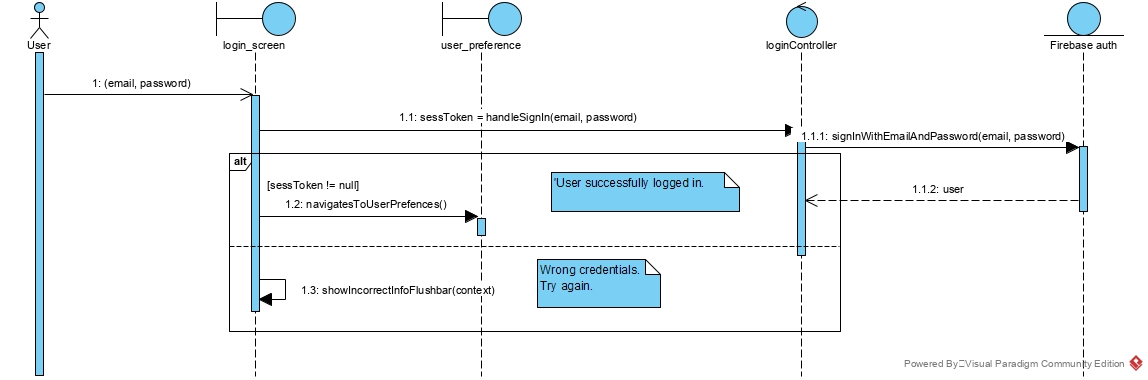 User
login_screen
user_preference
loginController
Firebase auth
1: (email, password)
1.1: sessToken = handleSignIn(email, password)
1.1.1: signInWithEmailAndPassword(email, password)
alt
[sessToken != null]
'User successfully logged in.
1.1.2: user
1.2: navigatesToUserPrefences()
Wrong credentials.
Try again.
1.3: showIncorrectInfoFlushbar(context)
Powered By Visual Paradigm Community Edition